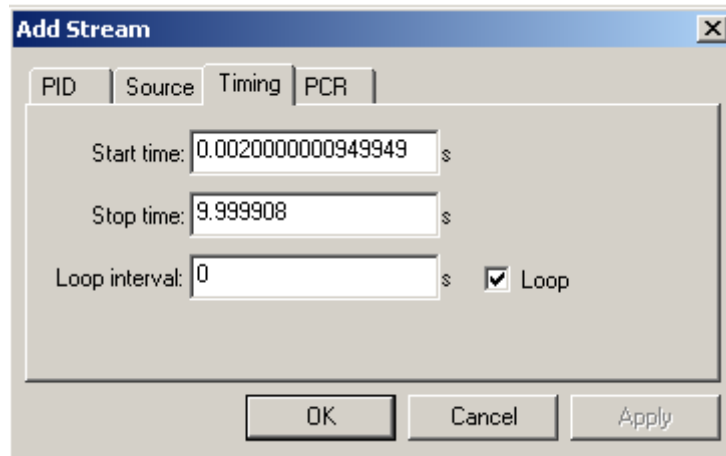 Add Stream
PID Source Timing PCR
Start time: 0.0020000000949949 s
Stop time: 9.999908 s
Loop interval: 0 s Loop
OK Cancel Apply